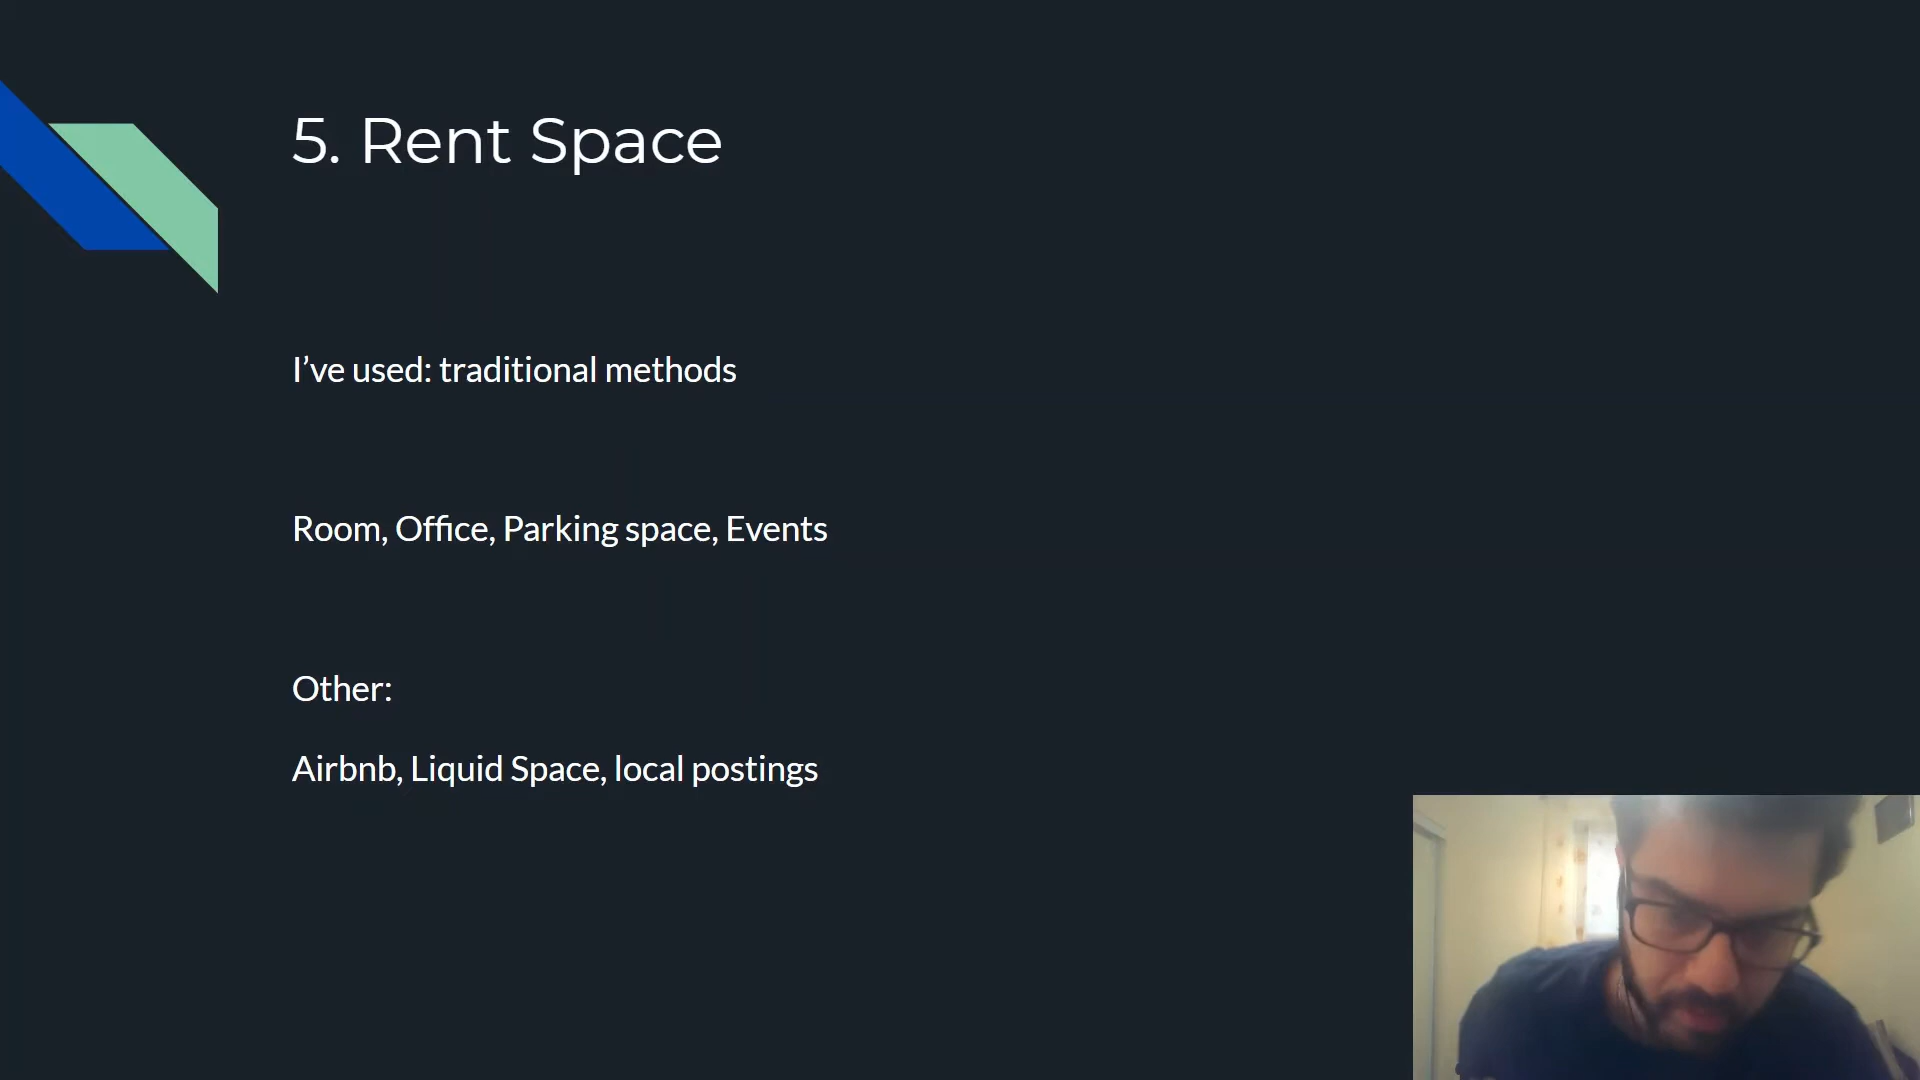 5. Rent Space
I’ve used: traditional methods
Room, Office, Parking space, Events
Other:
Airbnb, Liquid Space, local postings